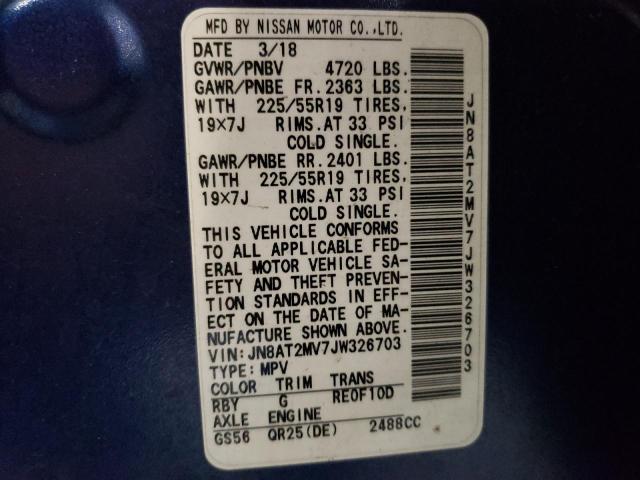 MFD BY NISSAN MOTOR CO.,LTD.
DATE 3/18
GVWR/PNBV 4720 LBS.
GAWR/PNBE FR. 2363 LBS.
WITH 225/55R19 TIRES,
19×7J RIMS.AT 33 PSI
COLD SINGLE.
GAWR/PNBE RR. 2401 LBS.
WITH 225/55R19 TIRES,
19×7J RIMS.AT 33 PSI
COLD SINGLE.
THIS VEHICLE CONFORMS
TO ALL APPLICABLE FED-
ERAL MOTOR VEHICLE SA-
FETY AND THEFT PREVEN-
TION STANDARDS IN EFF-
ECT ON THE DATE OF MA-
NUFACTURE SHOWN ABOVE.
VIN:JN8AT2MV7JW326703
TYPE:MPV
COLOR TRIM TRANS
RBY G RE0F10D
AXLE ENGINE
GS56 QR25(DE) 2488CC
JN8AT2MV7JW326703